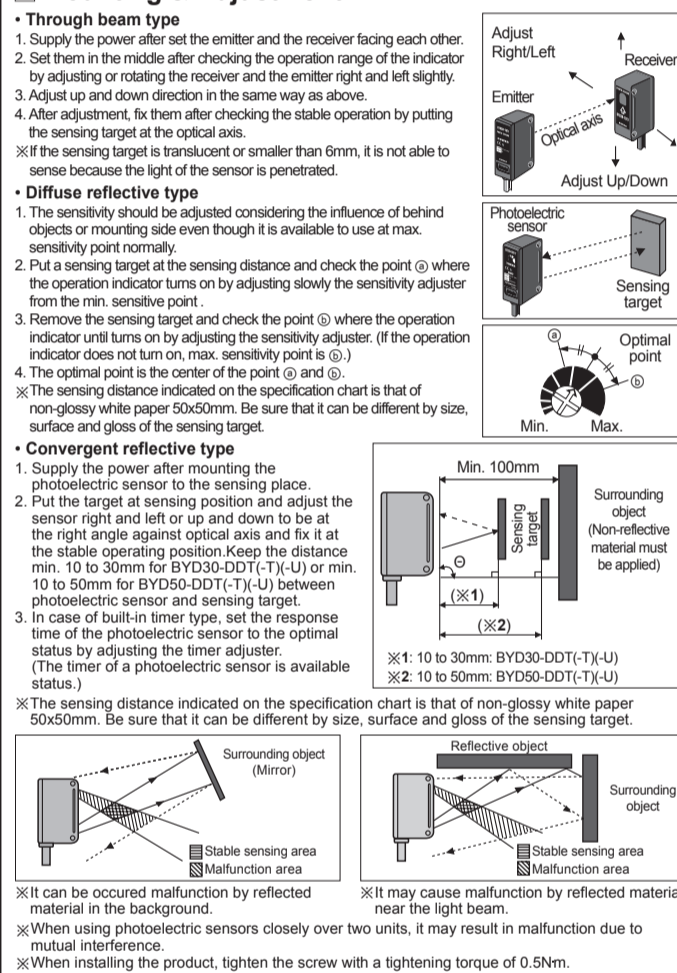 • Through beam type
1. Supply the power after set the emitter and the receiver facing each other.
2. Set them in the middle after checking the operation range of the indicator
by adjusting or rotating the receiver and the emitter right and left slightly.
3. Adjust up and down direction in the same way as above.
4. After adjustment, fix them after checking the stable operation by putting
the sensing target at the optical axis.
※If the sensing target is translucent or smaller than 6mm, it is not able to
sense because the light of the sensor is penetrated.
Adjust
Right/Left
Receiver
Emitter
Optical axis
Adjust Up/Down
• Diffuse reflective type
1. The sensitivity should be adjusted considering the influence of behind
objects or mounting side even though it is available to use at max.
sensitivity point normally.
2. Put a sensing target at the sensing distance and check the point ⓐ where
the operation indicator turns on by adjusting slowly the sensitivity adjuster
from the min. sensitive point .
3. Remove the sensing target and check the point ⓑ where the operation
indicator until turns on by adjusting the sensitivity adjuster. (If the operation
indicator does not turn on, max. sensitivity point is ⓑ.)
4. The optimal point is the center of the point ⓐ and ⓑ.
※The sensing distance indicated on the specification chart is that of
non-glossy white paper 50x50mm. Be sure that it can be different by size,
surface and gloss of the sensing target.
Photoelectric
sensor
Sensing
target
ⓐ
Optimal
point
ⓑ
Min.
Max.
• Convergent reflective type
1. Supply the power after mounting the
photoelectric sensor to the sensing place.
2. Put the target at sensing position and adjust the
sensor right and left or up and down to be at
the right angle against optical axis and fix it at
the stable operating position.Keep the distance
min. 10 to 30mm for BYD30-DDT(-T)(-U) or min.
10 to 50mm for BYD50-DDT(-T)(-U) between
photoelectric sensor and sensing target.
3. In case of built-in timer type, set the response
time of the photoelectric sensor to the optimal
status by adjusting the timer adjuster.
(The timer of a photoelectric sensor is available
status.)
Min. 100mm
Sensing
target
Surrounding
object
(Non-reflective
material must
be applied)
Θ
(※1)
(※2)
※1: 10 to 30mm: BYD30-DDT(-T)(-U)
※2: 10 to 50mm: BYD50-DDT(-T)(-U)
※The sensing distance indicated on the specification chart is that of non-glossy white paper
50x50mm. Be sure that it can be different by size, surface and gloss of the sensing target.
Surrounding object
(Mirror)
Stable sensing area
Malfunction area
Reflective object
Surrounding
object
Stable sensing area
Malfunction area
※It can be occured malfunction by reflected
material in the background.
※It may cause malfunction by reflected materia
near the light beam.
※When using photoelectric sensors closely over two units, it may result in malfunction due to
mutual interference.
※When installing the product, tighten the screw with a tightening torque of 0.5N·m.